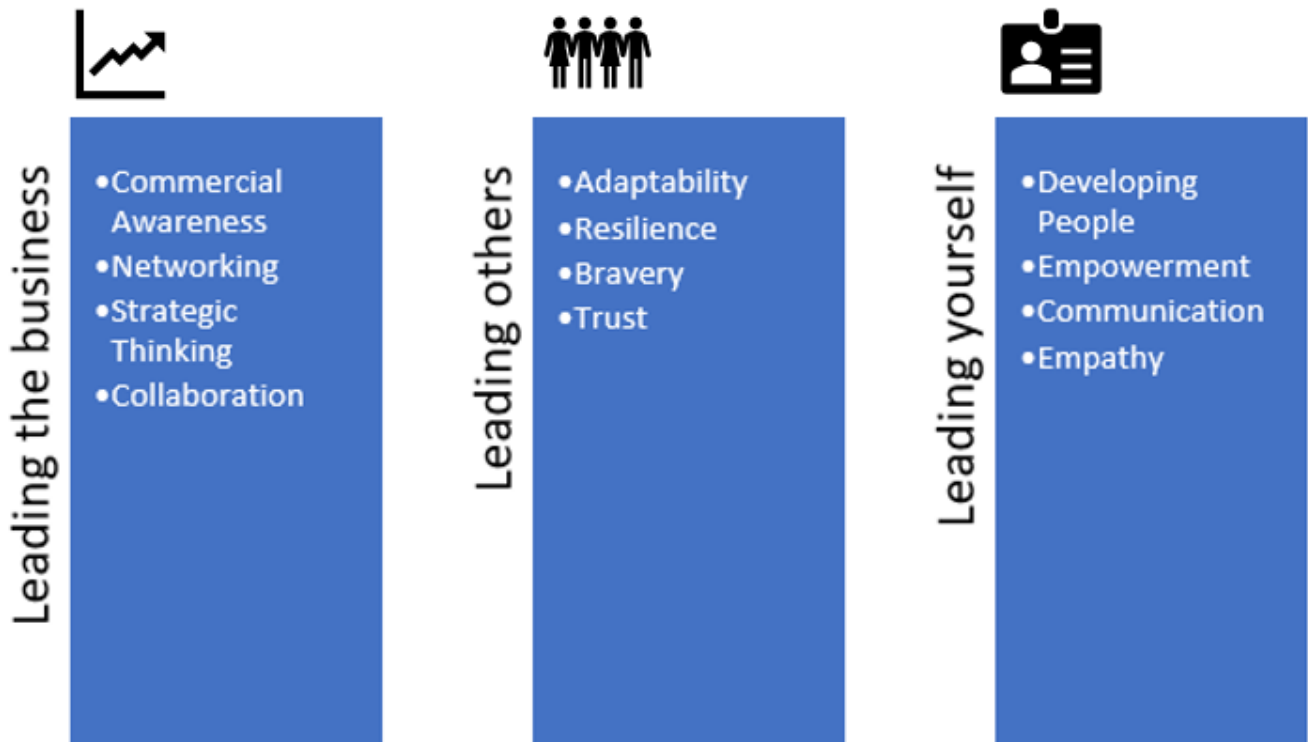 Leading the business
•Commercial
Awareness
•Networking
•Strategic
Thinking
•Collaboration
Leading others
•Adaptability
•Resilience
•Bravery
•Trust
Leading yourself
•Developing
People
•Empowerment
•Communication
•Empathy